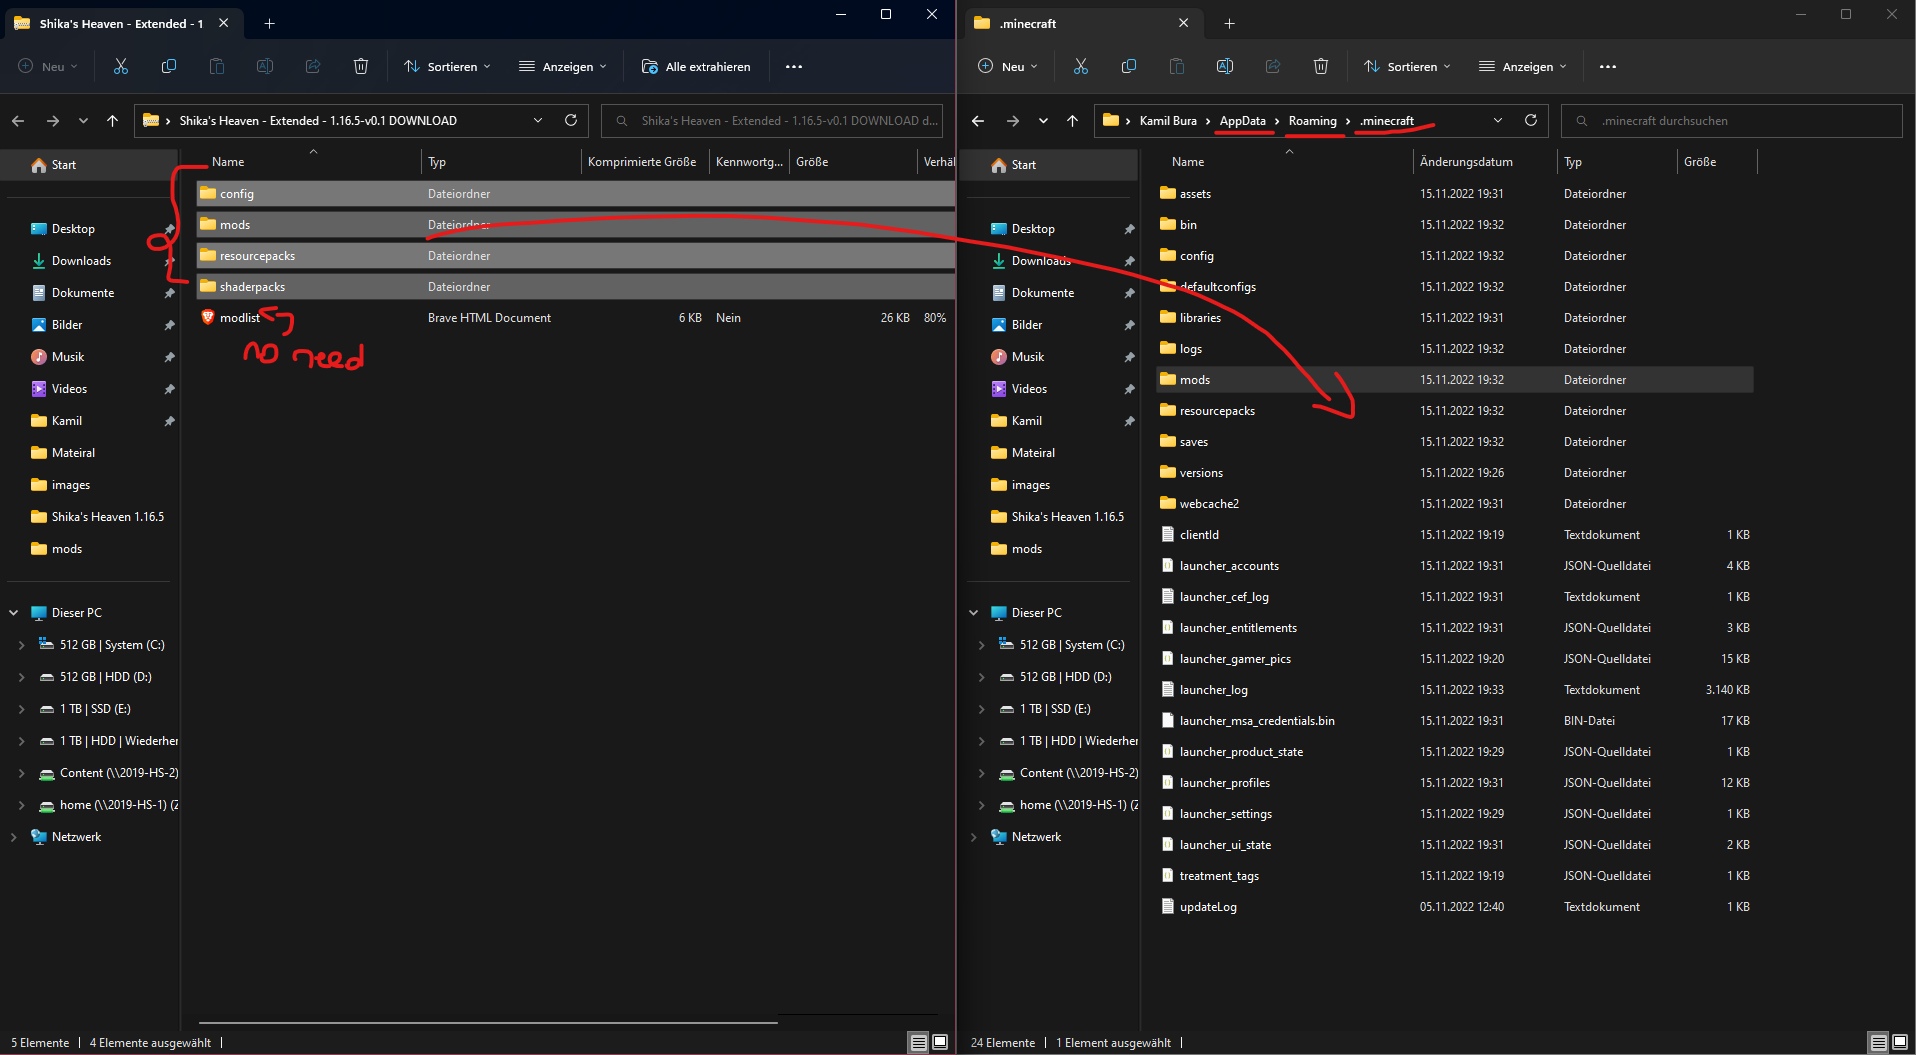 Shika's Heaven - Extended - 1
Neu
Sortieren
Anzeigen
Alle extrahieren
Shika's Heaven - Extended - 1.16.5-v0.1 DOWNLOAD
Shika's Heaven - Extended - 1.16.5-v0.1 DOWNLOAD d...
Start
Desktop
Downloads
Dokumente
Bilder
Musik
Videos
Kamil
Mateiral
images
Shika's Heaven 1.16.5
mods
Dieser PC
512 GB | System (C:)
512 GB | HDD (D:)
1 TB | SSD (E:)
1 TB | HDD | Wiederher
Content (\\2019-HS-2)
home (\\2019-HS-1) (Z
Netzwerk
Name Typ Komprimierte Größe Kennwortg... Größe Verhäl
config Dateiordner
mods Dateiordner
resourcepacks Dateiordner
shaderpacks Dateiordner
modlist Brave HTML Document 6 KB Nein 26 KB 80%
no need
5 Elemente | 4 Elemente ausgewählt |
.minecraft
Neu
Sortieren
Anzeigen
Kamil Bura > AppData > Roaming > .minecraft
.minecraft durchsuchen
Start
Desktop
Downloads
Dokumente
Bilder
Musik
Videos
Kamil
Mateiral
images
Shika's Heaven 1.16.5
mods
Dieser PC
512 GB | System (C:)
512 GB | HDD (D:)
1 TB | SSD (E:)
1 TB | HDD | Wiederher
Content (\\2019-HS-2)
home (\\2019-HS-1) (Z
Netzwerk
Name Änderungsdatum Typ Größe
assets 15.11.2022 19:31 Dateiordner
bin 15.11.2022 19:32 Dateiordner
config 15.11.2022 19:32 Dateiordner
defaultconfigs 15.11.2022 19:32 Dateiordner
libraries 15.11.2022 19:31 Dateiordner
logs 15.11.2022 19:32 Dateiordner
mods 15.11.2022 19:32 Dateiordner
resourcepacks 15.11.2022 19:32 Dateiordner
saves 15.11.2022 19:32 Dateiordner
versions 15.11.2022 19:26 Dateiordner
webcache2 15.11.2022 19:31 Dateiordner
clientId 15.11.2022 19:19 Textdokument 1 KB
launcher_accounts 15.11.2022 19:31 JSON-Quelldatei 4 KB
launcher_cef_log 15.11.2022 19:31 Textdokument 1 KB
launcher_entitlements 15.11.2022 19:31 JSON-Quelldatei 3 KB
launcher_gamer_pics 15.11.2022 19:20 JSON-Quelldatei 15 KB
launcher_log 15.11.2022 19:33 Textdokument 3.140 KB
launcher_msa_credentials.bin 15.11.2022 19:31 BIN-Datei 17 KB
launcher_product_state 15.11.2022 19:29 JSON-Quelldatei 1 KB
launcher_profiles 15.11.2022 19:31 JSON-Quelldatei 12 KB
launcher_settings 15.11.2022 19:29 JSON-Quelldatei 1 KB
launcher_ui_state 15.11.2022 19:31 JSON-Quelldatei 2 KB
treatment_tags 15.11.2022 19:19 JSON-Quelldatei 1 KB
updateLog 05.11.2022 12:40 Textdokument 1 KB
24 Elemente | 1 Element ausgewählt |